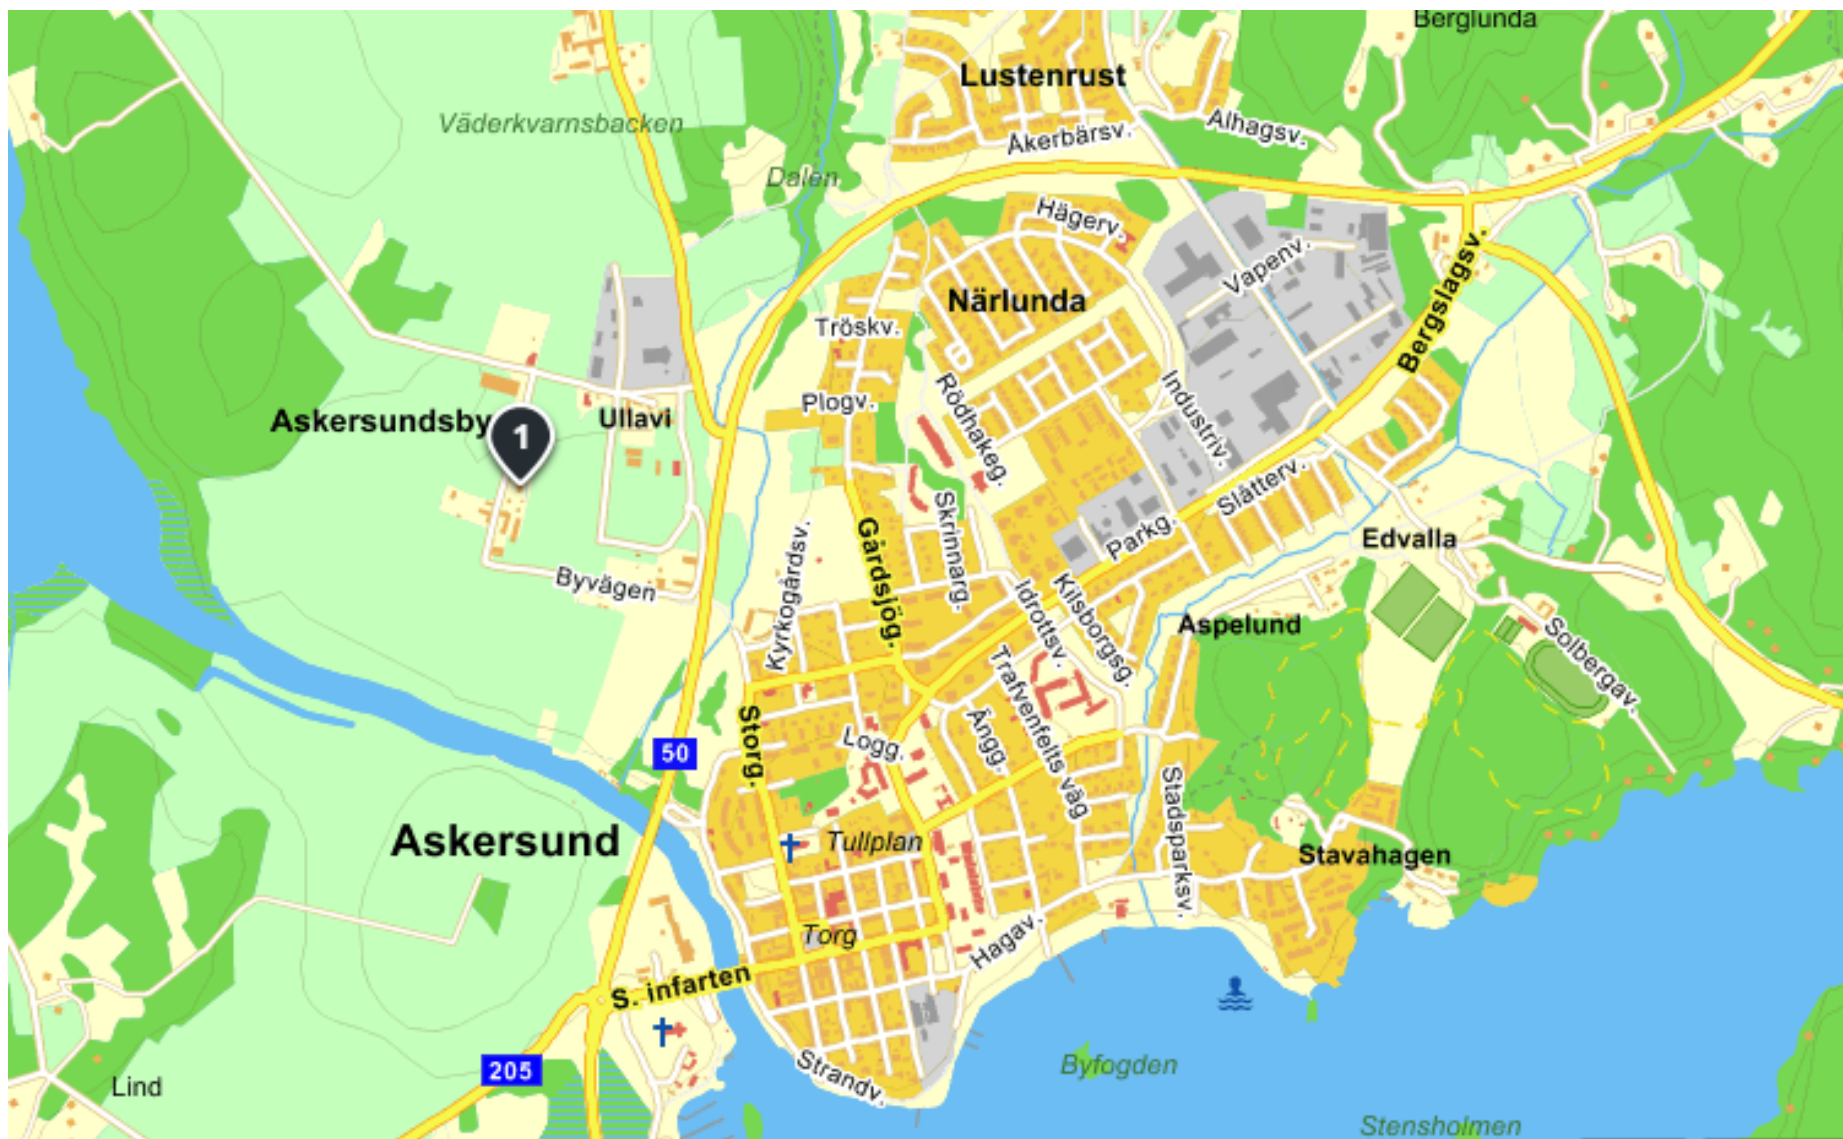 Berglunda
Lustenrust
Väderkvarnsbacken
Alhagsv.
Åkerbärsv.
Dalen
Hägerv.
Vapenv.
Bergslagsv.
Närlunda
Tröskv.
Plogv.
Rödhakeg.
Industriv.
Askersundsby
1
Ullavi
Slåtterv.
Skrinnarg.
Parkg.
Gårdsjög.
Edvalla
Kyrkogårdsv.
Byvägen
Idrottsv.
Kilsborgsg.
Aspelund
Solbergav.
Trafvenfelts väg
Storg.
Ängg.
Logg.
50
Stadsparksv.
Askersund
Tullplan
Stavahagen
Torg
Hagav.
S. infarten
205
Lind
Strandv.
Byfogden
Stensholmen